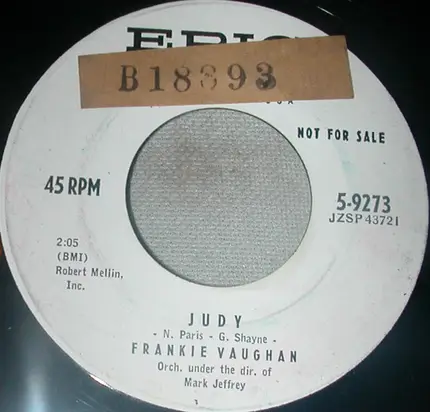 EPIC
B18393
NOT FOR SALE
45 RPM
5-9273
JZSP 43721
2:05
(BMI)
Robert Mellin,
Inc.
JUDY
- N. Paris - G. Shayne -
FRANKIE VAUGHAN
Orch. under the dir. of
Mark Jeffrey
1